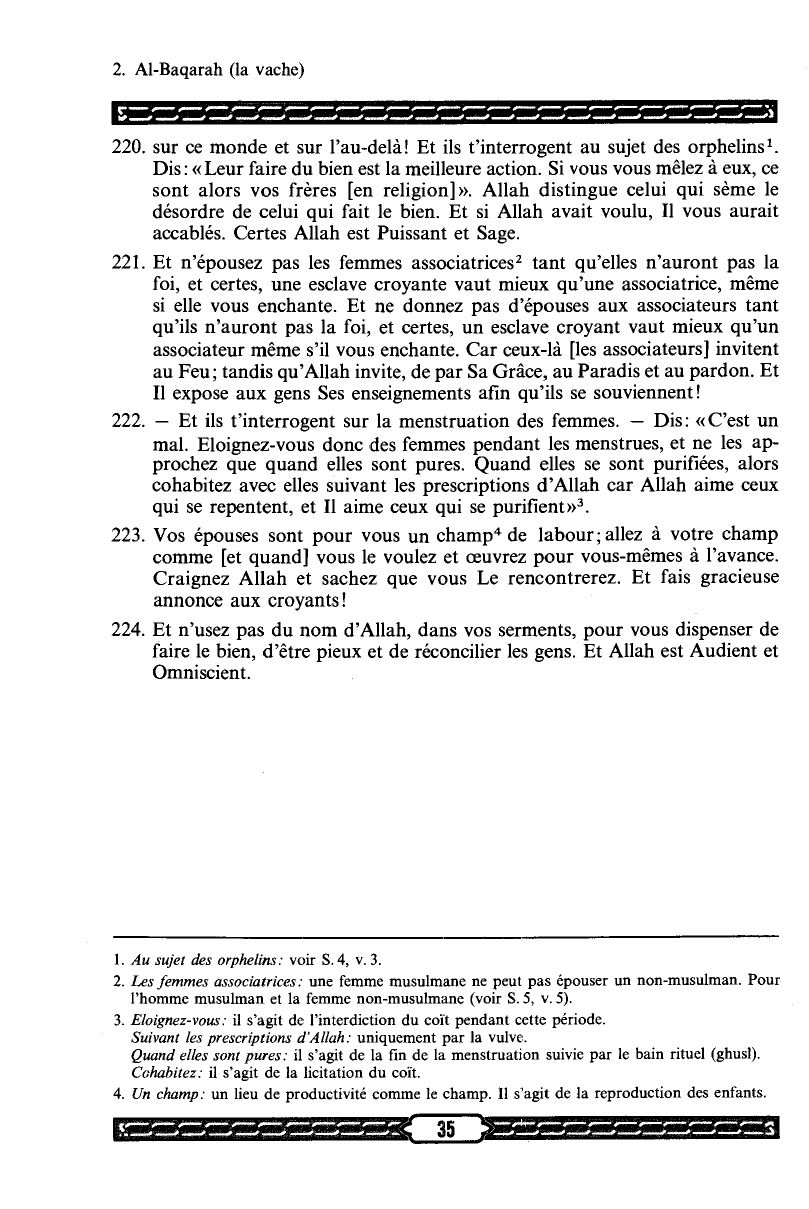 2. Al-Baqarah (la vache)
220. sur ce monde et sur l'au-delà! Et ils t'interrogent au sujet des orphelins¹.
Dis: «Leur faire du bien est la meilleure action. Si vous vous mêlez à eux, ce
sont alors vos frères [en religion]». Allah distingue celui qui sème le
désordre de celui qui fait le bien. Et si Allah avait voulu, Il vous aurait
accablés. Certes Allah est Puissant et Sage.
221. Et n'épousez pas les femmes associatrices² tant qu'elles n'auront pas la
foi, et certes, une esclave croyante vaut mieux qu'une associatrice, même
si elle vous enchante. Et ne donnez pas d'épouses aux associateurs tant
qu'ils n'auront pas la foi, et certes, un esclave croyant vaut mieux qu'un
associateur même s'il vous enchante. Car ceux-là [les associateurs] invitent
au Feu; tandis qu'Allah invite, de par Sa Grâce, au Paradis et au pardon. Et
Il expose aux gens Ses enseignements afin qu'ils se souviennent!
222. — Et ils t'interrogent sur la menstruation des femmes. — Dis: «C'est un
mal. Eloignez-vous donc des femmes pendant les menstrues, et ne les ap-
prochez que quand elles sont pures. Quand elles se sont purifiées, alors
cohabitez avec elles suivant les prescriptions d'Allah car Allah aime ceux
qui se repentent, et Il aime ceux qui se purifient»³.
223. Vos épouses sont pour vous un champ⁴ de labour; allez à votre champ
comme [et quand] vous le voulez et œuvrez pour vous-mêmes à l'avance.
Craignez Allah et sachez que vous Le rencontrerez. Et fais gracieuse
annonce aux croyants!
224. Et n'usez pas du nom d'Allah, dans vos serments, pour vous dispenser de
faire le bien, d'être pieux et de réconcilier les gens. Et Allah est Audient et
Omniscient.
1. Au sujet des orphelins: voir S. 4, v. 3.
2. Les femmes associatrices: une femme musulmane ne peut pas épouser un non-musulman. Pour
l'homme musulman et la femme non-musulmane (voir S. 5, v. 5).
3. Eloignez-vous: il s'agit de l'interdiction du coït pendant cette période.
Suivant les prescriptions d'Allah: uniquement par la vulve.
Quand elles sont pures: il s'agit de la fin de la menstruation suivie par le bain rituel (ghusl).
Cohabitez: il s'agit de la licitation du coït.
4. Un champ: un lieu de productivité comme le champ. Il s'agit de la reproduction des enfants.
35